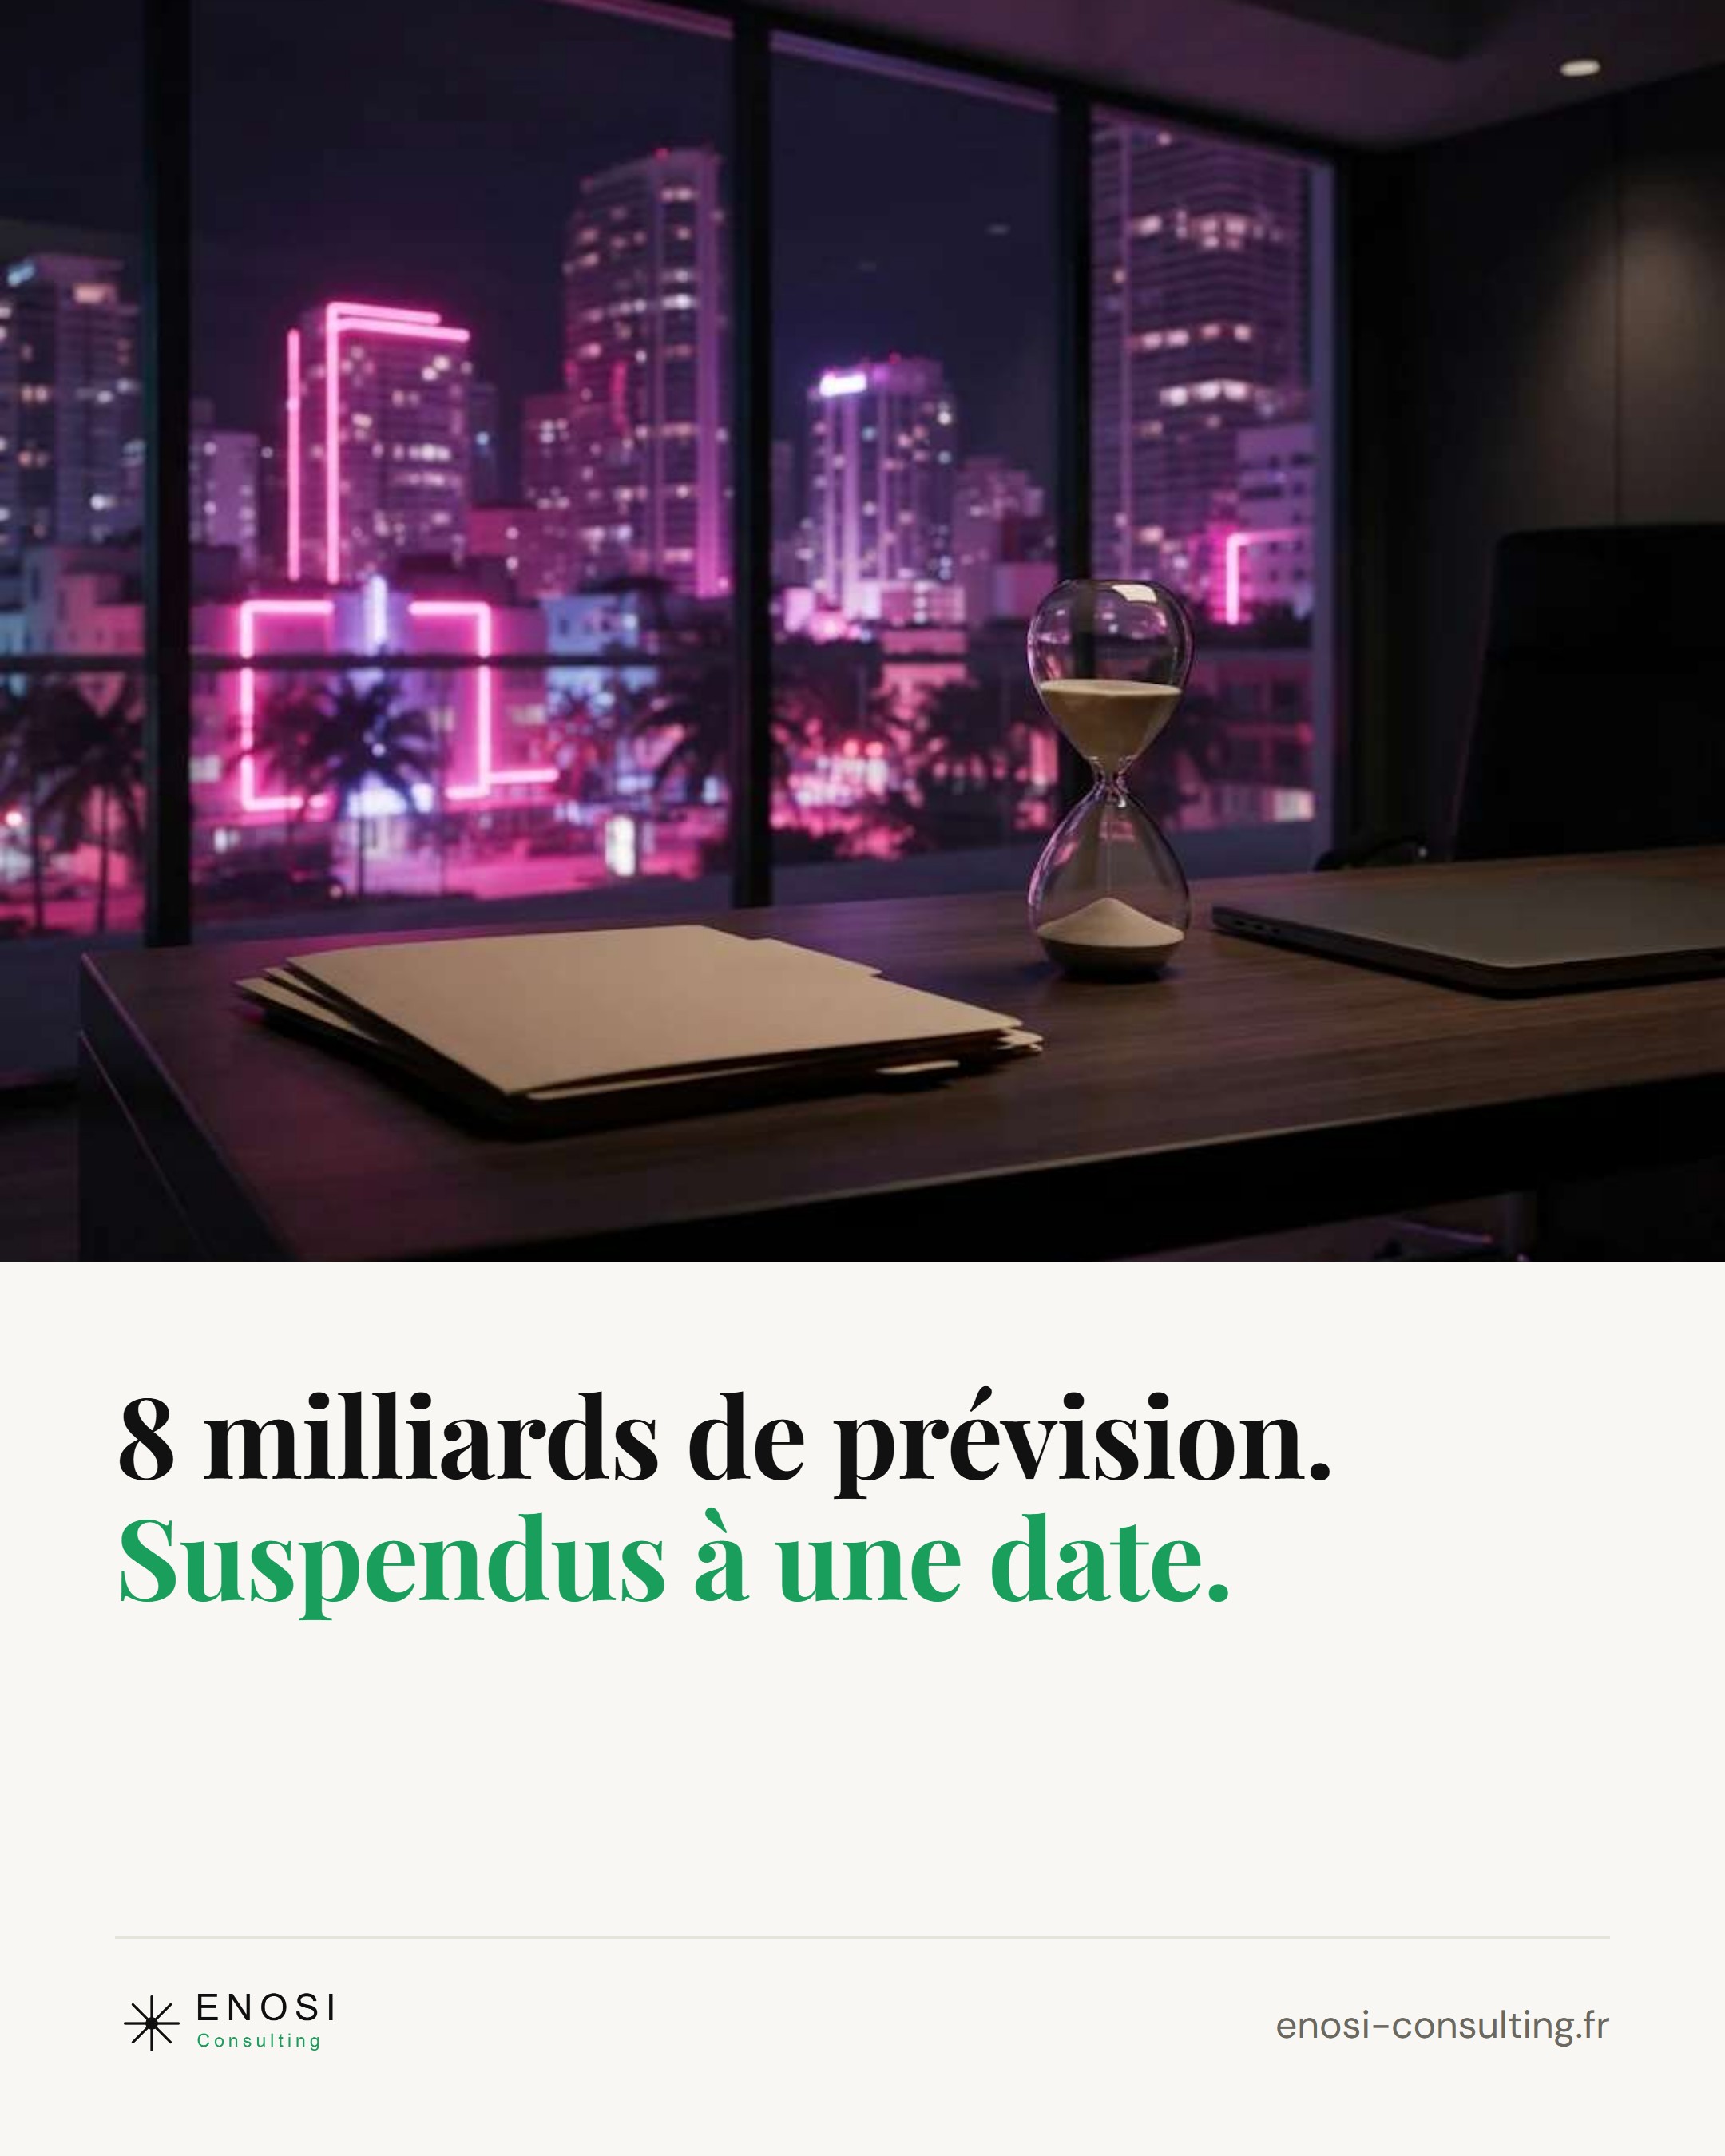 8 milliards de prévision.
Suspendus à une date.
ENOSI
Consulting
enosi-consulting.fr